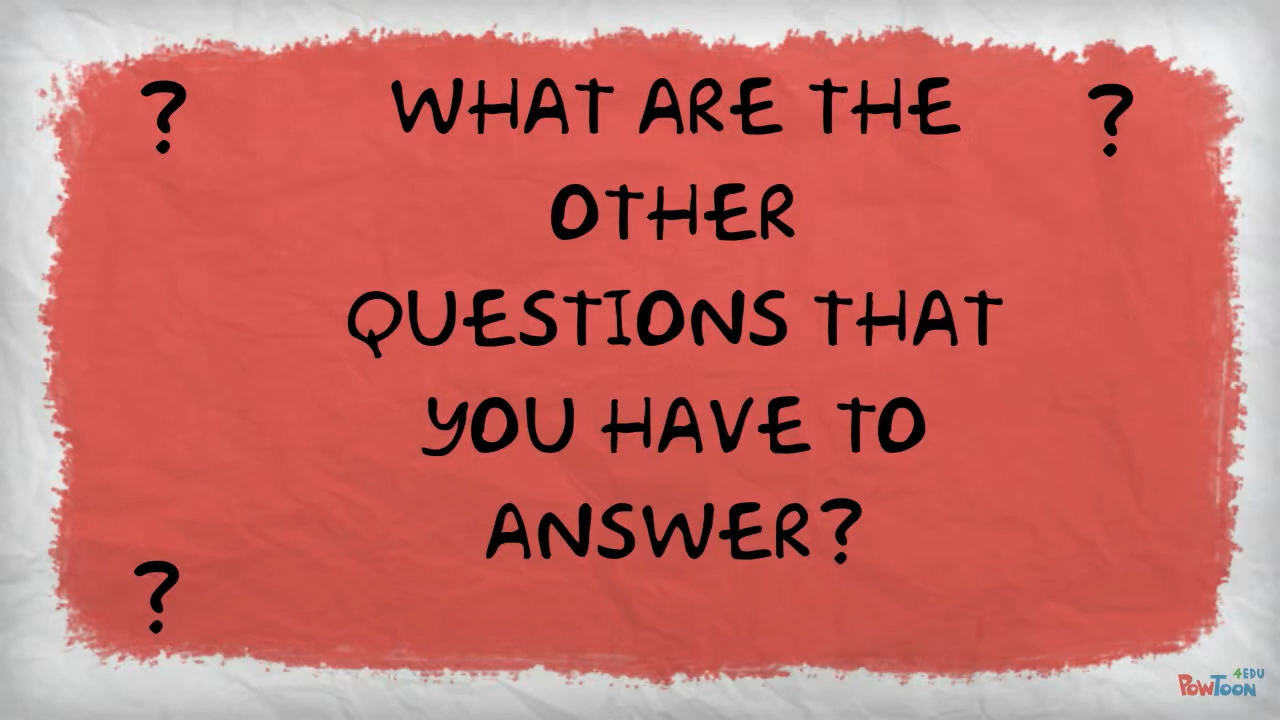 ? WHAT ARE THE ?
OTHER
QUESTIONS THAT
YOU HAVE TO
ANSWER?
?
4EDU
POWTOON